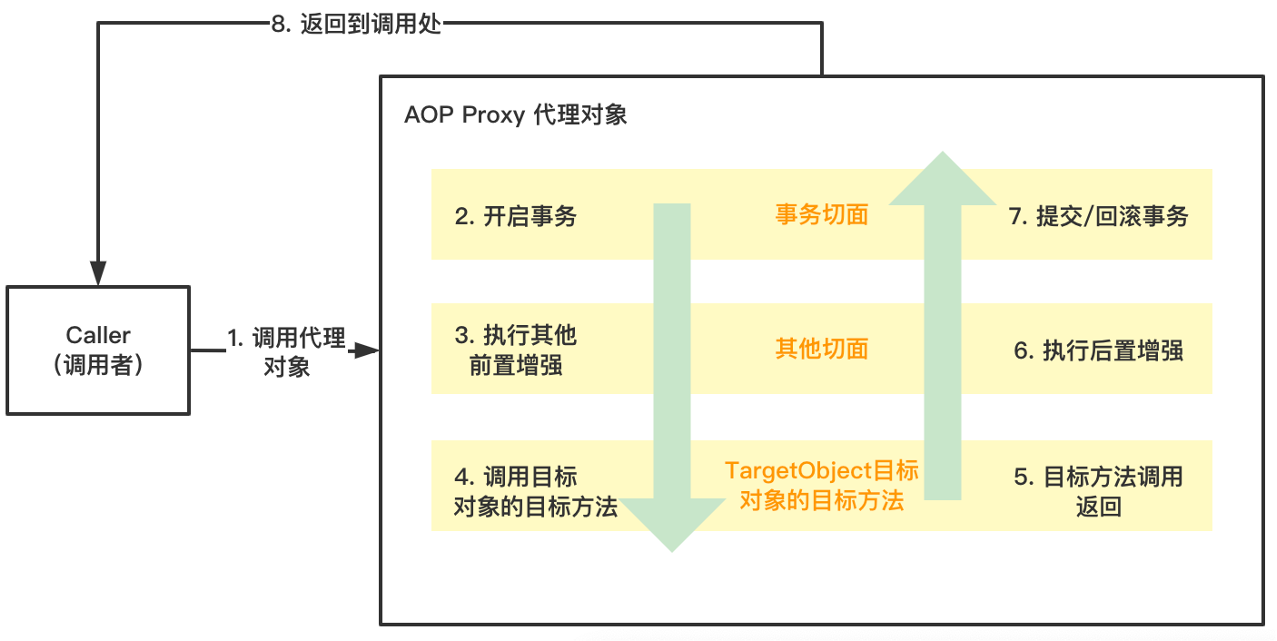 8. 返回到调用处
AOP Proxy 代理对象
2. 开启事务
事务切面
7. 提交/回滚事务
Caller
（调用者）
1. 调用代理
对象
3. 执行其他
前置增强
其他切面
6. 执行后置增强
4. 调用目标
对象的目标方法
TargetObject目标
对象的目标方法
5. 目标方法调用
返回